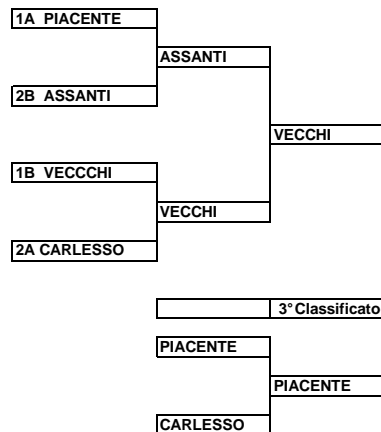 1A PIACENTE
ASSANTI
2B ASSANTI
VECCHI
1B VECCCHI
VECCHI
2A CARLESSO
3° Classificato
PIACENTE
PIACENTE
CARLESSO